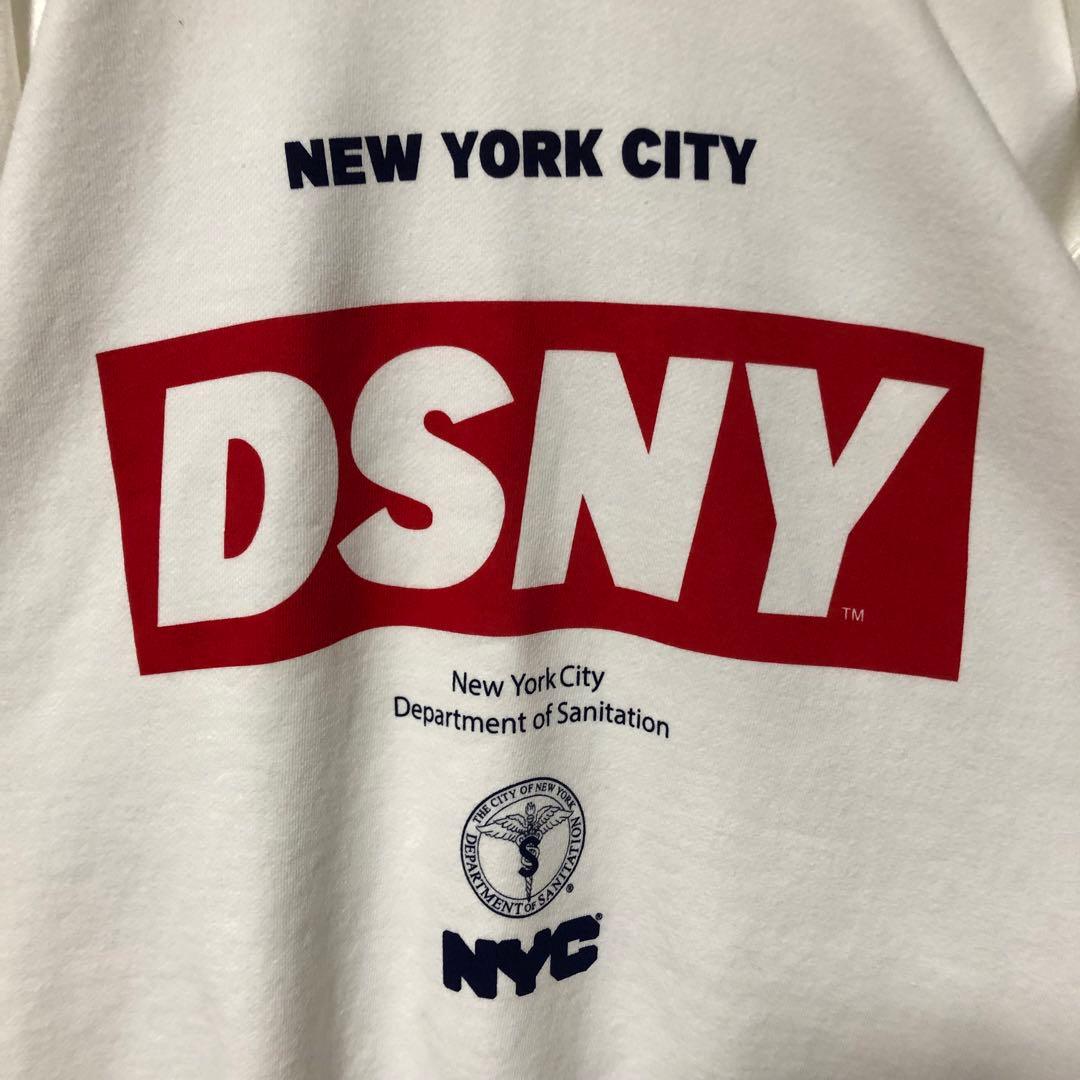 NEW YORK CITY
DSNY
TM
New York City
Department of Sanitation
THE CITY OF NEW YORK
S
DEPARTMENT OF SANITATION
®
NYC®